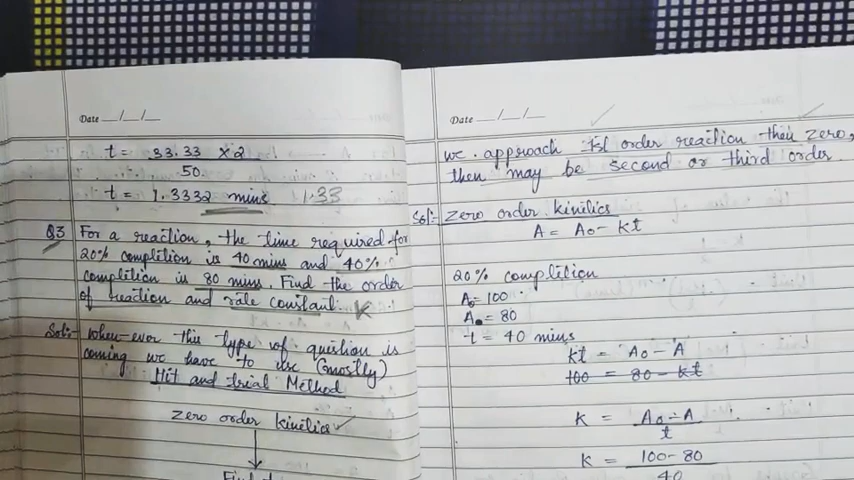 Date __/__/__
t = 33.33 × 2
50.
t = 1.3332 mins 1.33
Q3 For a reaction, the time required for
20% complition is 40 mins and 40%
complition is 80 mins. Find the order
of reaction and rate constant. K
Sol:- when-ever this type of quistion is
coming we have to use (mostly)
Hit and trial Method
zero order kinetics ✓
Date __/__/__
we approach Ist order reaction then zero,
then may be second or third order.
Sol:- zero order kinetics
A = A₀ - kt
20% complition
A₀ = 100
A = 80
t = 40 mins
kt = A₀ - A
100 = 80 - kt
K = A₀ - A
t
K = 100 - 80
40